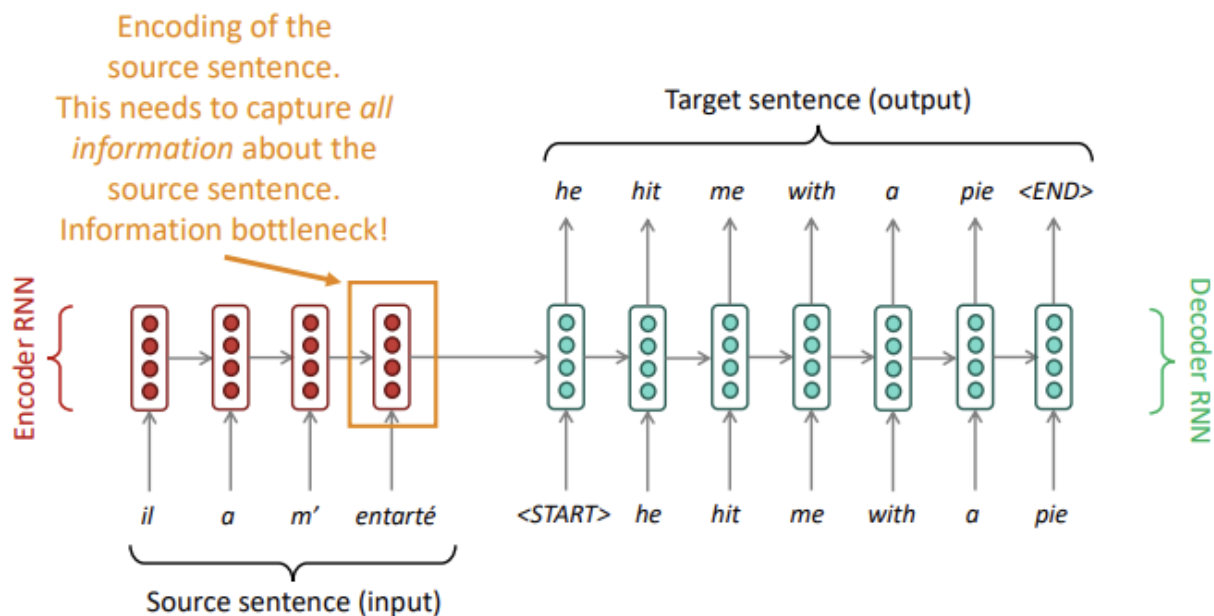 Encoding of the
source sentence.
This needs to capture all
information about the
source sentence.
Information bottleneck!
Target sentence (output)
he hit me with a pie <END>
Encoder RNN
Decoder RNN
il a m' entarté
<START> he hit me with a pie
Source sentence (input)